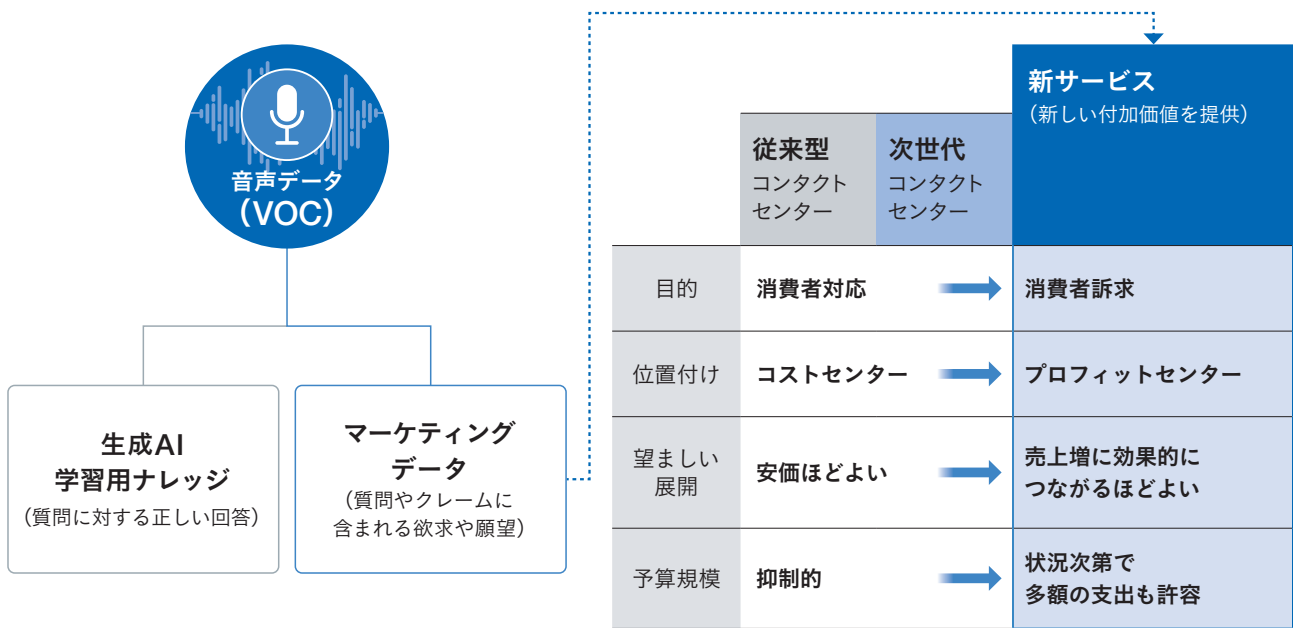 音声データ
(VOC)
生成AI
学習用ナレッジ
(質問に対する正しい回答)
マーケティング
データ
(質問やクレームに
含まれる欲求や願望)
従来型
コンタクト
センター
次世代
コンタクト
センター
新サービス
(新しい付加価値を提供)
目的
消費者対応
消費者訴求
位置付け
コストセンター
プロフィットセンター
望ましい
展開
安価ほどよい
売上増に効果的に
つながるほどよい
予算規模
抑制的
状況次第で
多額の支出も許容